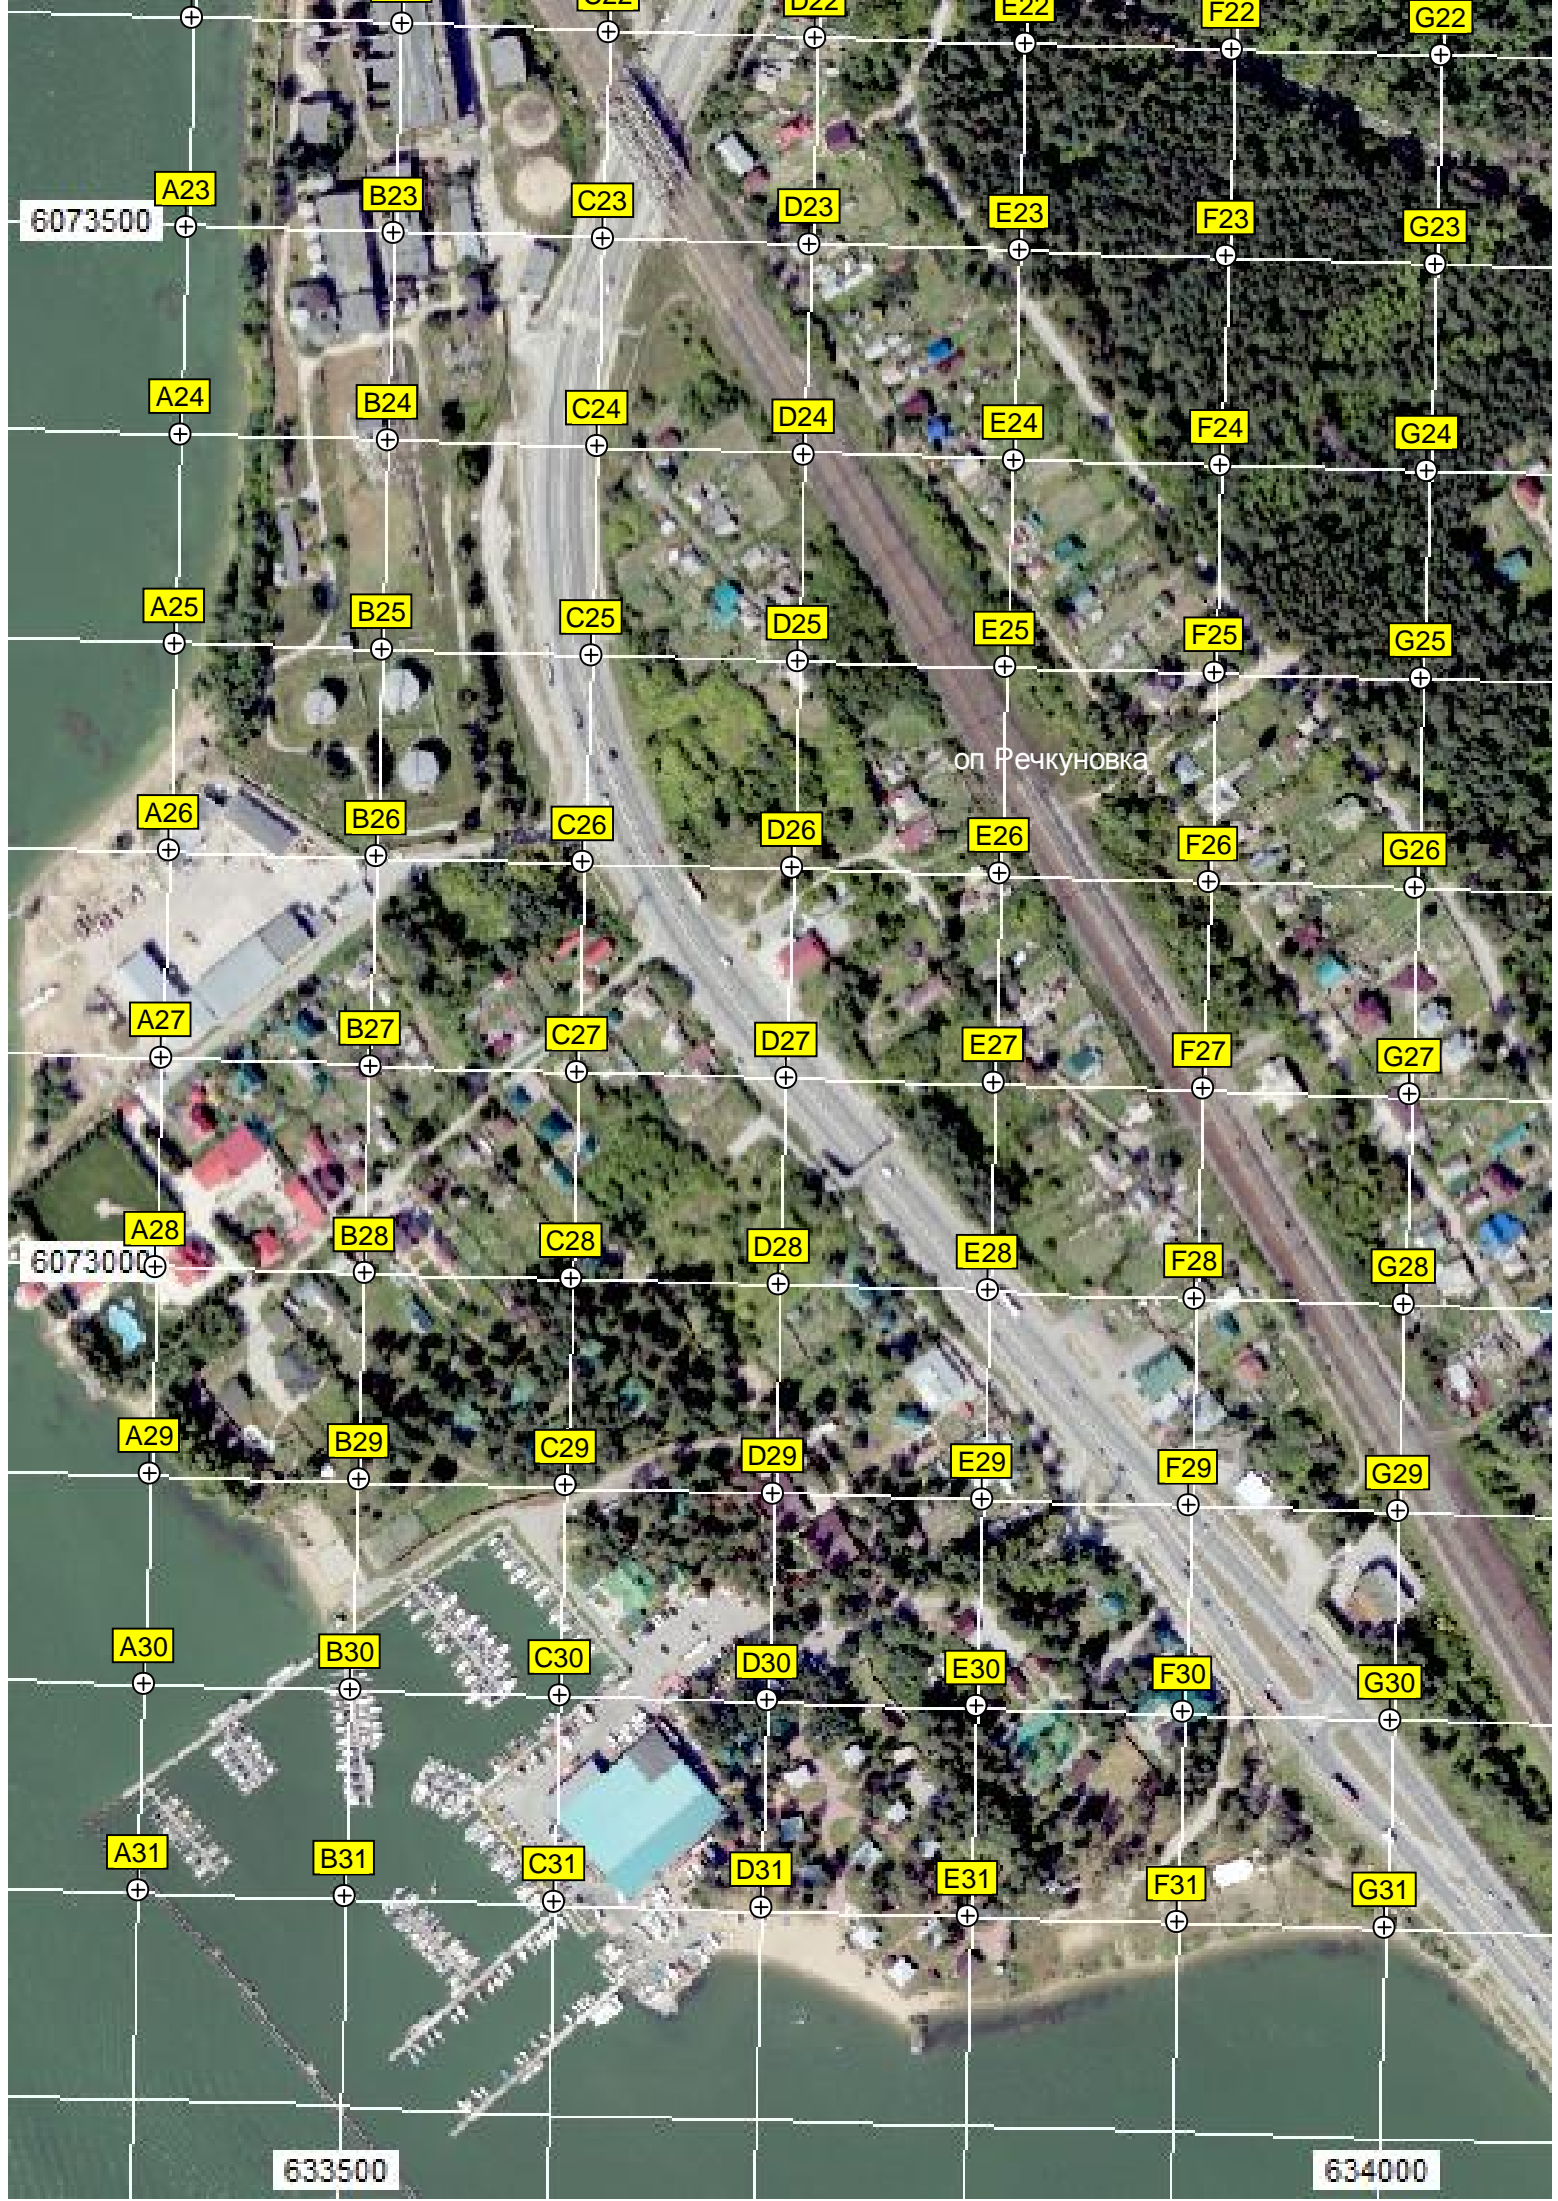 C22 D22 E22 F22 G22
A23 B23 C23 D23 E23 F23 G23
6073500
A24 B24 C24 D24 E24 F24 G24
A25 B25 C25 D25 E25 F25 G25
оп Речкуновка
A26 B26 C26 D26 E26 F26 G26
A27 B27 C27 D27 E27 F27 G27
A28 B28 C28 D28 E28 F28 G28
6073000
A29 B29 C29 D29 E29 F29 G29
A30 B30 C30 D30 E30 F30 G30
A31 B31 C31 D31 E31 F31 G31
633500 634000